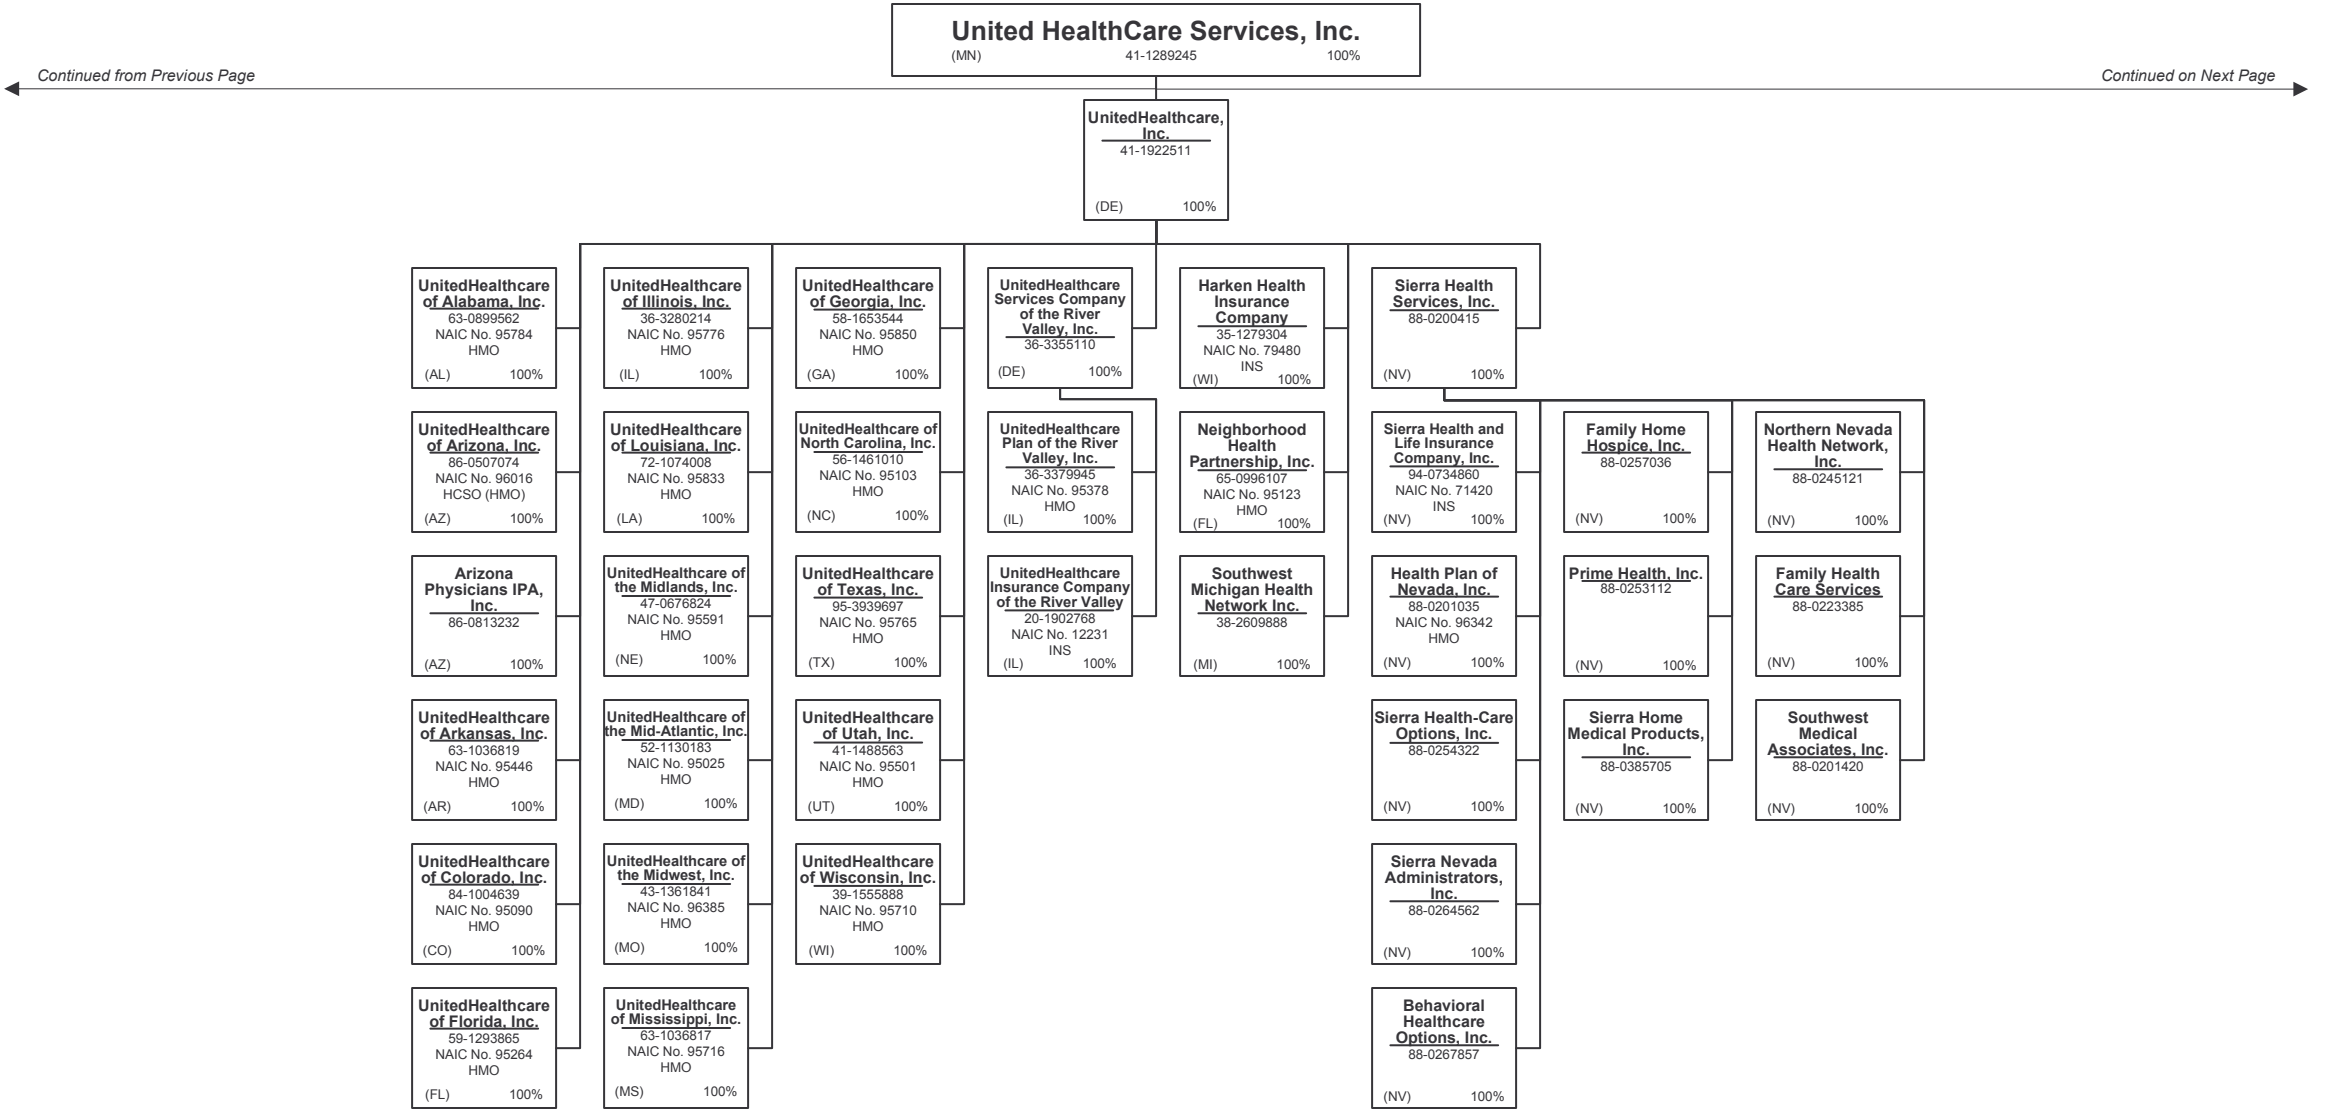 United HealthCare Services, Inc.
(MN) 41-1289245 100%
Continued from Previous Page
Continued on Next Page
UnitedHealthcare,
Inc.
41-1922511
(DE) 100%
UnitedHealthcare
of Alabama, Inc.
63-0899562
NAIC No. 95784
HMO
(AL) 100%
UnitedHealthcare
of Arizona, Inc.
86-0507074
NAIC No. 96016
HCSO (HMO)
(AZ) 100%
Arizona
Physicians IPA,
Inc.
86-0813232
(AZ) 100%
UnitedHealthcare
of Arkansas, Inc.
63-1036819
NAIC No. 95446
HMO
(AR) 100%
UnitedHealthcare
of Colorado, Inc.
84-1004639
NAIC No. 95090
HMO
(CO) 100%
UnitedHealthcare
of Florida, Inc.
59-1293865
NAIC No. 95264
HMO
(FL) 100%
UnitedHealthcare
of Illinois, Inc.
36-3280214
NAIC No. 95776
HMO
(IL) 100%
UnitedHealthcare
of Louisiana, Inc.
72-1074008
NAIC No. 95833
HMO
(LA) 100%
UnitedHealthcare of
the Midlands, Inc.
47-0676824
NAIC No. 95591
HMO
(NE) 100%
UnitedHealthcare of
the Mid-Atlantic, Inc.
52-1130183
NAIC No. 95025
HMO
(MD) 100%
UnitedHealthcare of
the Midwest, Inc.
43-1361841
NAIC No. 96385
HMO
(MO) 100%
UnitedHealthcare
of Mississippi, Inc.
63-1036817
NAIC No. 95716
HMO
(MS) 100%
UnitedHealthcare
of Georgia, Inc.
58-1653544
NAIC No. 95850
HMO
(GA) 100%
UnitedHealthcare of
North Carolina, Inc.
56-1461010
NAIC No. 95103
HMO
(NC) 100%
UnitedHealthcare
of Texas, Inc.
95-3939697
NAIC No. 95765
HMO
(TX) 100%
UnitedHealthcare
of Utah, Inc.
41-1488563
NAIC No. 95501
HMO
(UT) 100%
UnitedHealthcare
of Wisconsin, Inc.
39-1555888
NAIC No. 95710
HMO
(WI) 100%
UnitedHealthcare
Services Company
of the River
Valley, Inc.
36-3355110
(DE) 100%
UnitedHealthcare
Plan of the River
Valley, Inc.
36-3379945
NAIC No. 95378
HMO
(IL) 100%
UnitedHealthcare
Insurance Company
of the River Valley
20-1902768
NAIC No. 12231
INS
(IL) 100%
Harken Health
Insurance
Company
35-1279304
NAIC No. 79480
INS
(WI) 100%
Neighborhood
Health
Partnership, Inc.
65-0996107
NAIC No. 95123
HMO
(FL) 100%
Southwest
Michigan Health
Network Inc.
38-2609888
(MI) 100%
Sierra Health
Services, Inc.
88-0200415
(NV) 100%
Sierra Health and
Life Insurance
Company, Inc.
94-0734860
NAIC No. 71420
INS
(NV) 100%
Health Plan of
Nevada, Inc.
88-0201035
NAIC No. 96342
HMO
(NV) 100%
Sierra Health-Care
Options, Inc.
88-0254322
(NV) 100%
Sierra Nevada
Administrators,
Inc.
88-0264562
(NV) 100%
Behavioral
Healthcare
Options, Inc.
88-0267857
(NV) 100%
Family Home
Hospice, Inc.
88-0257036
(NV) 100%
Prime Health, Inc.
88-0253112
(NV) 100%
Sierra Home
Medical Products,
Inc.
88-0385705
(NV) 100%
Northern Nevada
Health Network,
Inc.
88-0245121
(NV) 100%
Family Health
Care Services
88-0223385
(NV) 100%
Southwest
Medical
Associates, Inc.
88-0201420
(NV) 100%